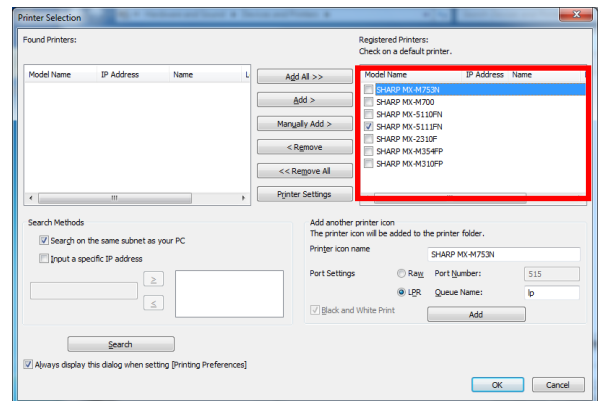 Printer Selection
Found Printers:
Registered Printers:
Check on a default printer.
Model Name IP Address Name L
Add All >>
Add >
Manually Add >
< Remove
<< Remove All
Printer Settings
Model Name IP Address Name
SHARP MX-M753N
SHARP MX-M700
SHARP MX-5110FN
SHARP MX-5111FN
SHARP MX-2310F
SHARP MX-M354FP
SHARP MX-M310FP
Search Methods
Search on the same subnet as your PC
Input a specific IP address
≥
≤
Search
Always display this dialog when setting [Printing Preferences]
Add another printer icon
The printer icon will be added to the printer folder.
Printer icon name SHARP MX-M753N
Port Settings Raw Port Number: 515
LPR Queue Name: lp
Black and White Print Add
OK Cancel